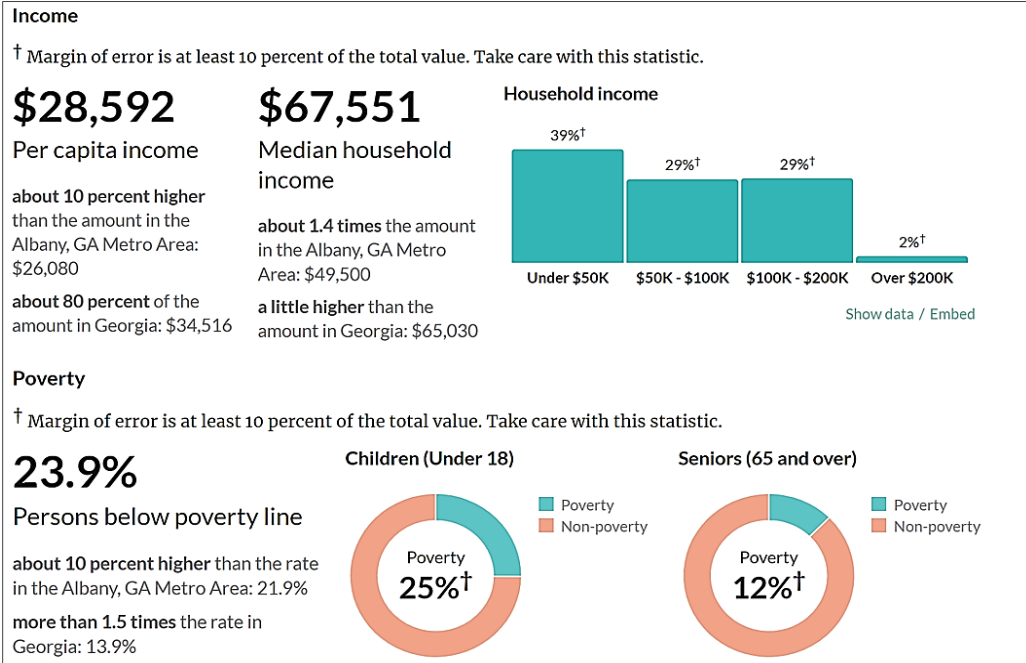 Income
† Margin of error is at least 10 percent of the total value. Take care with this statistic.
$28,592
Per capita income
about 10 percent higher
than the amount in the
Albany, GA Metro Area:
$26,080
about 80 percent of the
amount in Georgia: $34,516
$67,551
Median household
income
about 1.4 times the amount
in the Albany, GA Metro
Area: $49,500
a little higher than the
amount in Georgia: $65,030
Household income
39%†
29%†
29%†
2%†
Under $50K
$50K - $100K
$100K - $200K
Over $200K
Show data / Embed
Poverty
† Margin of error is at least 10 percent of the total value. Take care with this statistic.
23.9%
Persons below poverty line
about 10 percent higher than the rate
in the Albany, GA Metro Area: 21.9%
more than 1.5 times the rate in
Georgia: 13.9%
Children (Under 18)
Poverty
Non-poverty
Poverty
25%†
Seniors (65 and over)
Poverty
Non-poverty
Poverty
12%†